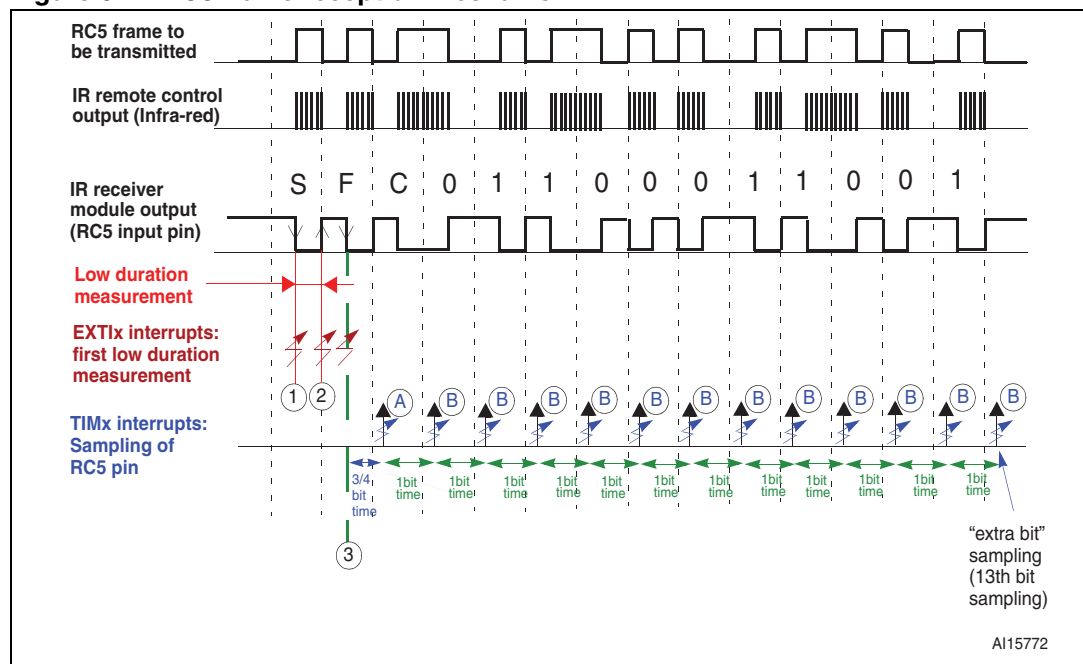 RC5 frame to
be transmitted
IR remote control
output (Infra-red)
S F C 0 1 1 0 0 0 1 1 0 0 1
IR receiver
module output
(RC5 input pin)
Low duration
measurement
EXTIx interrupts:
first low duration
measurement
1 2
A B B B B B B B B B B B B
TIMx interrupts:
Sampling of
RC5 pin
3/4
bit
time
1bit
time
1bit
time
1bit
time
1bit
time
1bit
time
1bit
time
1bit
time
1bit
time
1bit
time
1bit
time
1bit
time
1bit
time
3
“extra bit”
sampling
(13th bit
sampling)
AI15772